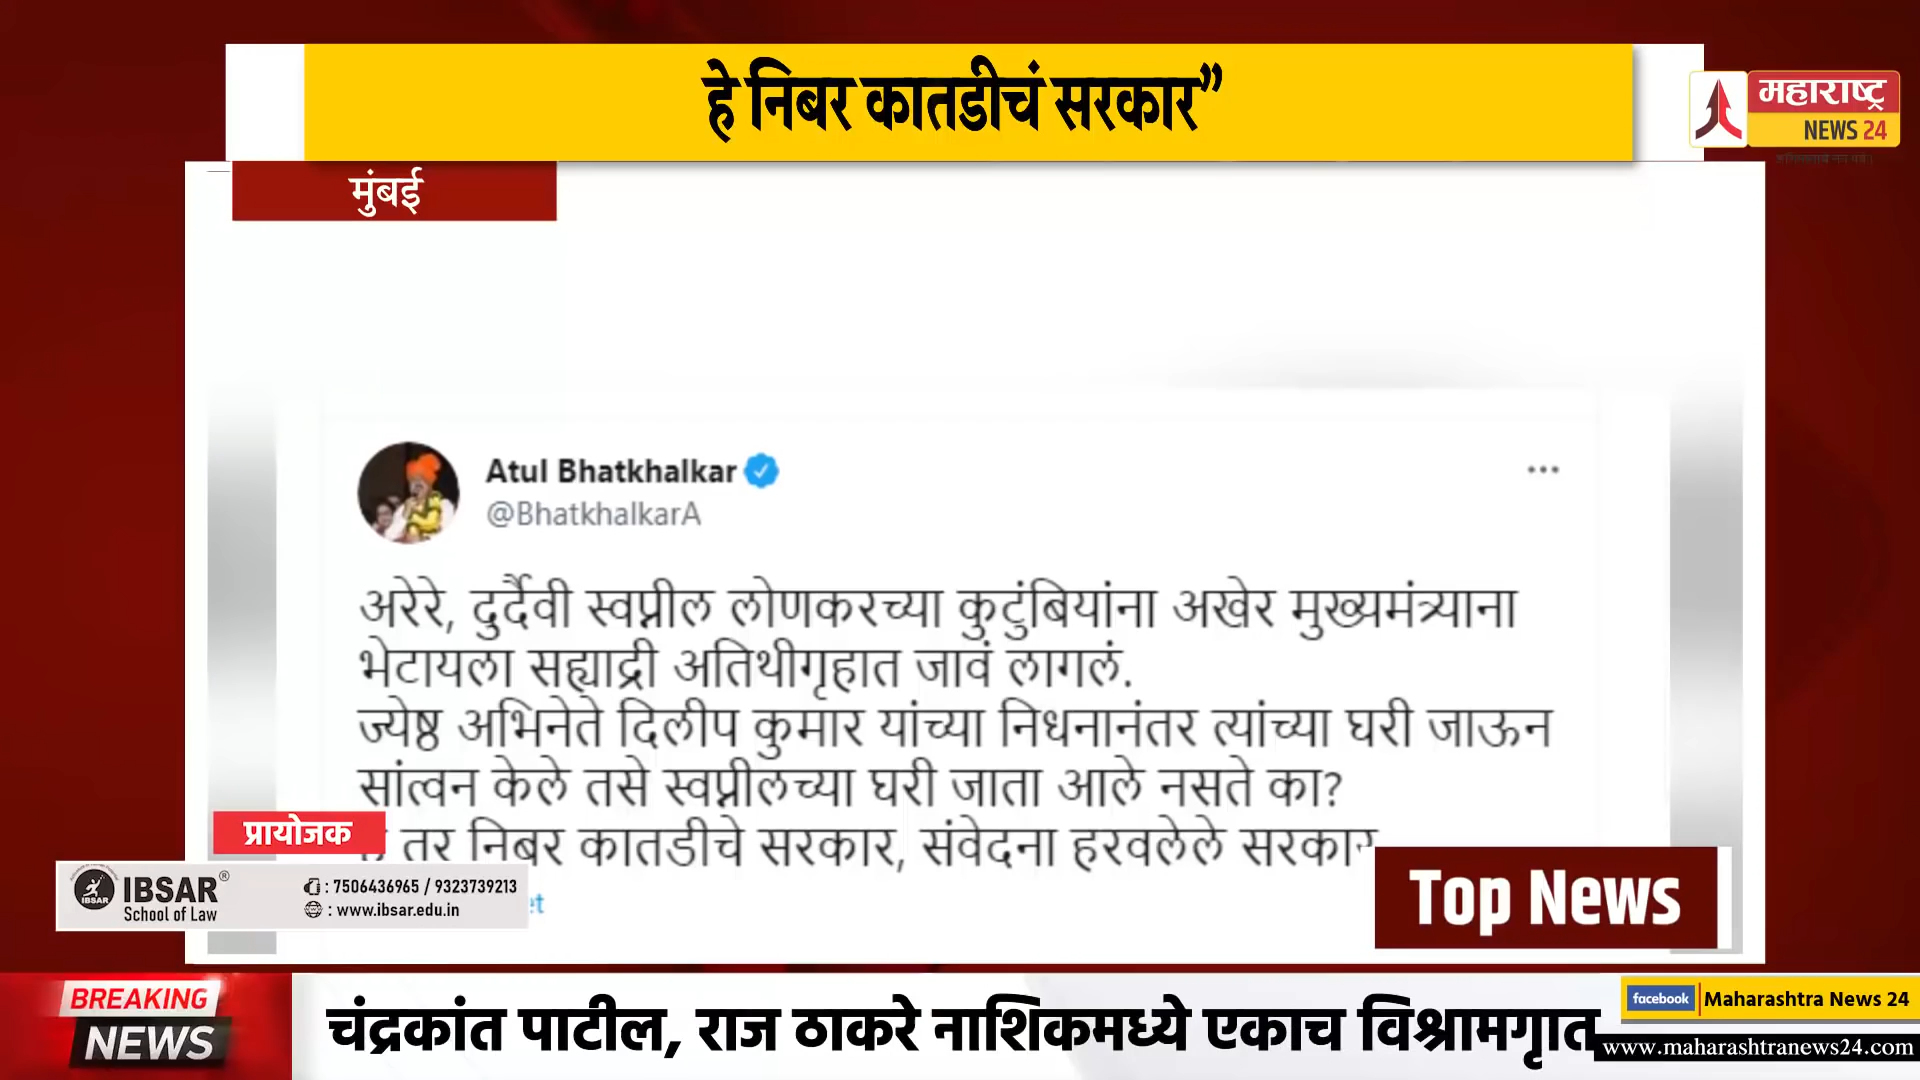 हे निबर कातडीचं सरकार”
महाराष्ट्र
NEWS 24
मुंबई
Atul Bhatkhalkar
@BhatkhalkarA
अरेरे, दुर्दैवी स्वप्नील लोणकरच्या कुटुंबियांना अखेर मुख्यमंत्र्याना
भेटायला सह्याद्री अतिथीगृहात जावं लागलं.
ज्येष्ठ अभिनेते दिलीप कुमार यांच्या निधनानंतर त्यांच्या घरी जाऊन
सांत्वन केले तसे स्वप्नीलच्या घरी जाता आले नसते का?
तर निबर कातडीचे सरकार, संवेदना हरवलेले सरकार
प्रायोजक
IBSAR®
School of Law
IBSAR
: 7506436965 / 9323739213
: www.ibsar.edu.in
Top News
BREAKING
NEWS
चंद्रकांत पाटील, राज ठाकरे नाशिकमध्ये एकाच विश्रामगृात
facebook Maharashtra News 24
www.maharashtranews24.com